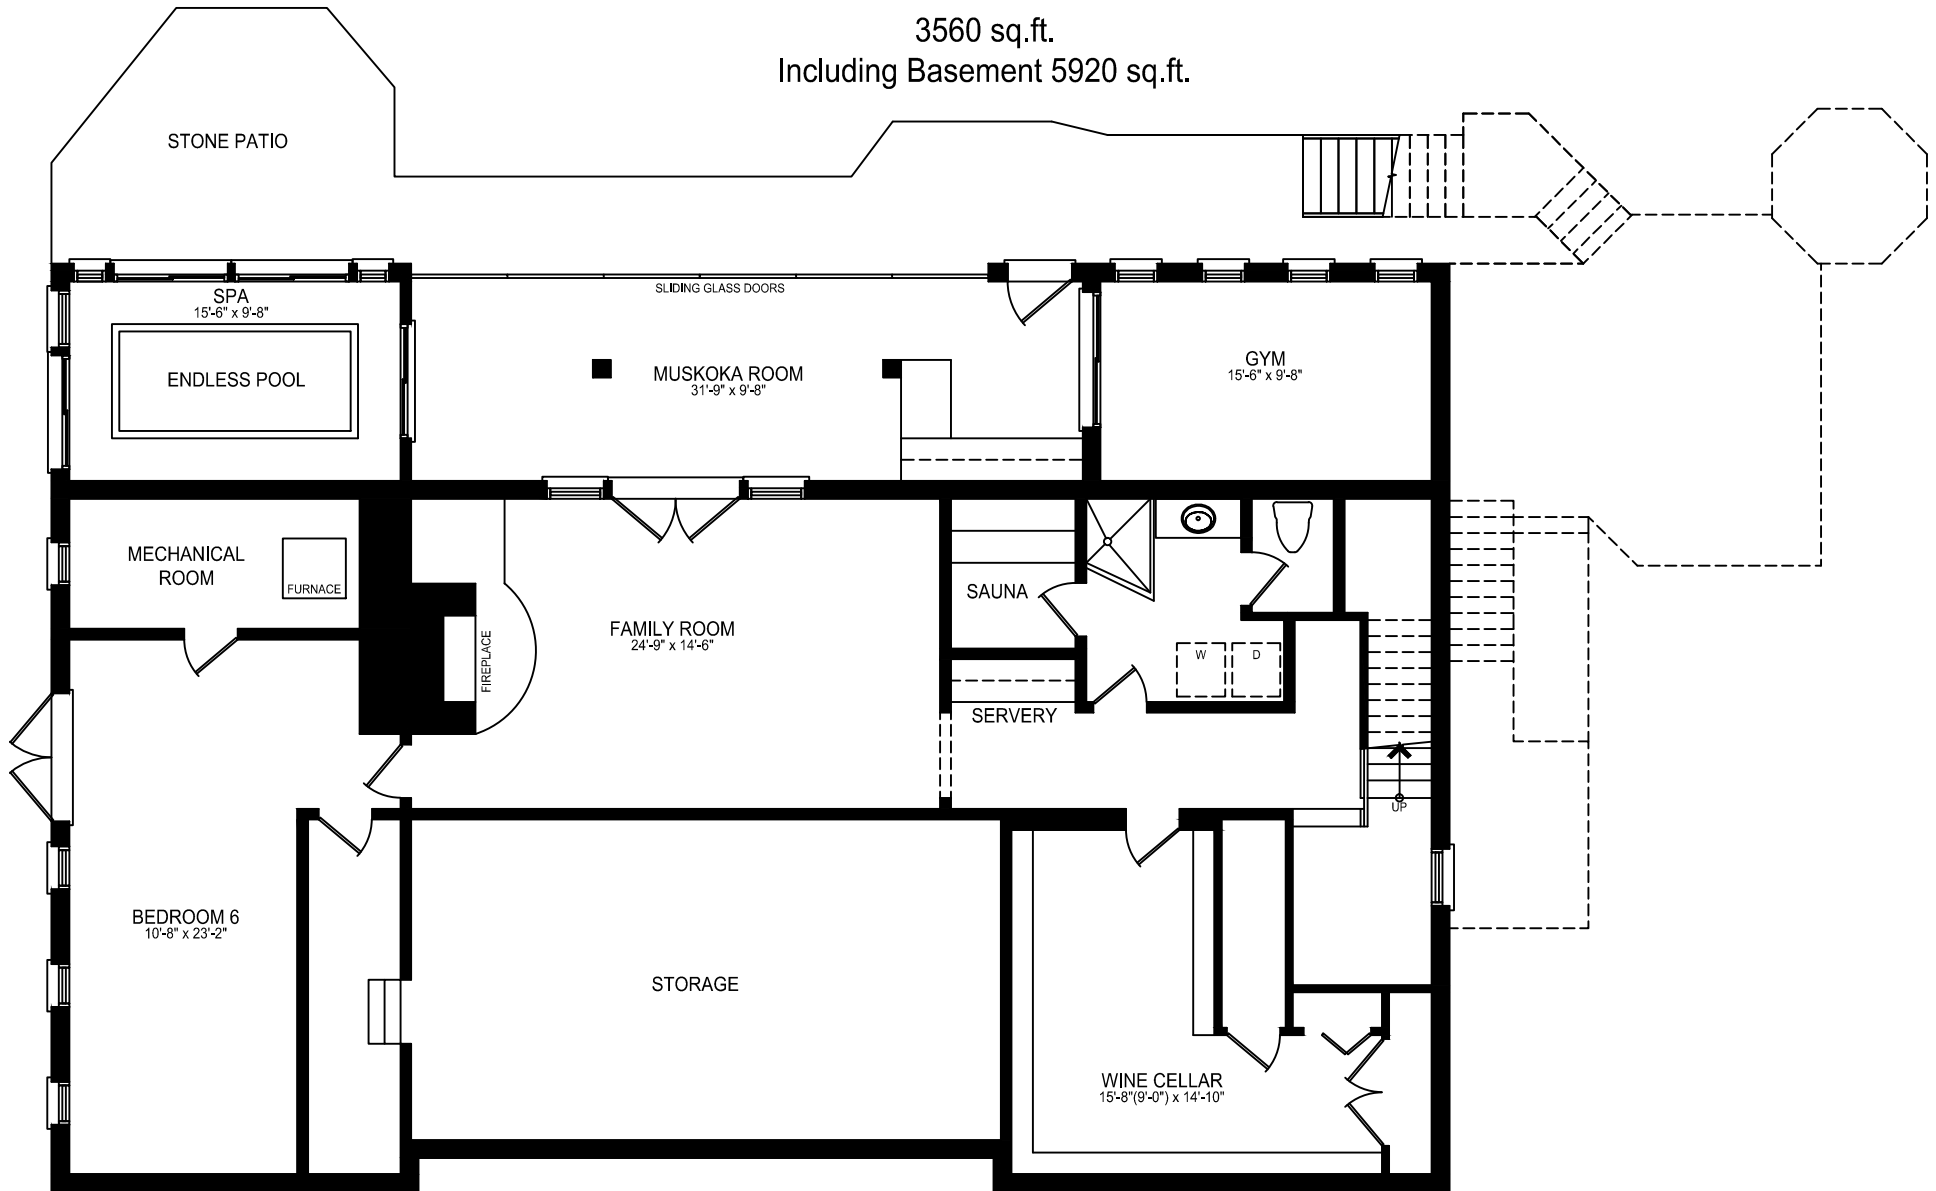 3560 sq.ft.
Including Basement 5920 sq.ft.
STONE PATIO
SLIDING GLASS DOORS
SPA
15'-6" x 9'-8"
ENDLESS POOL
MUSKOKA ROOM
31'-9" x 9'-8"
GYM
15'-6" x 9'-8"
MECHANICAL
ROOM
FURNACE
FIREPLACE
FAMILY ROOM
24'-9" x 14'-6"
SAUNA
W
D
SERVERY
UP
BEDROOM 6
10'-8" x 23'-2"
STORAGE
WINE CELLAR
15'-8"(9'-0") x 14'-10"